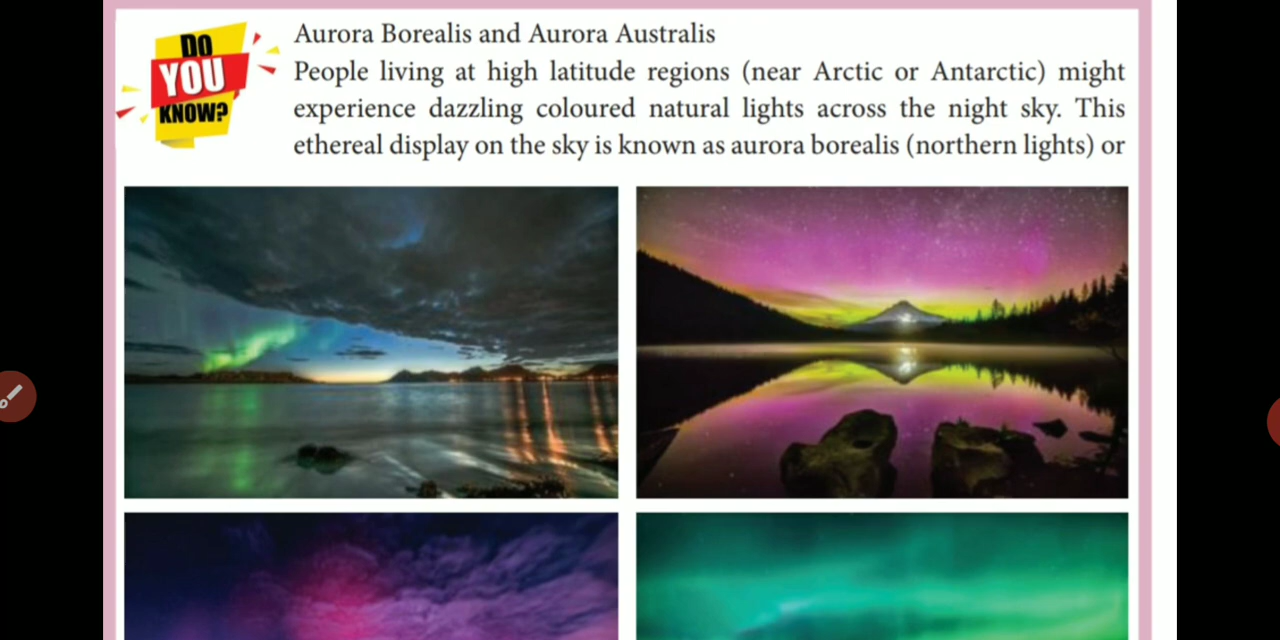 DO
YOU
KNOW?
Aurora Borealis and Aurora Australis
People living at high latitude regions (near Arctic or Antarctic) might
experience dazzling coloured natural lights across the night sky. This
ethereal display on the sky is known as aurora borealis (northern lights) or